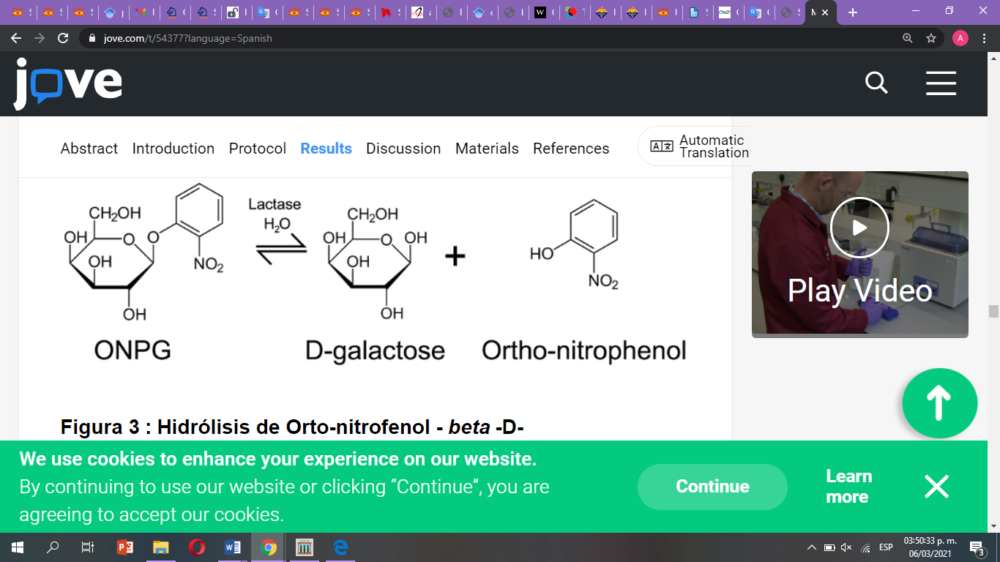 jove.com/t/54377?language=Spanish
A
jove
Abstract Introduction Protocol Results Discussion Materials References
Automatic
Translation
CH₂OH
OH
O
O
OH
NO₂
OH
ONPG
Lactase
H₂O
CH₂OH
OH
O
OH
OH
OH
D-galactose
+
HO
NO₂
Ortho-nitrophenol
Play Video
Figura 3 : Hidrólisis de Orto-nitrofenol - beta -D-
We use cookies to enhance your experience on our website.
By continuing to use our website or clicking “Continue”, you are
agreeing to accept our cookies.
Continue
Learn
more
ESP
03:50:33 p. m.
06/03/2021
3